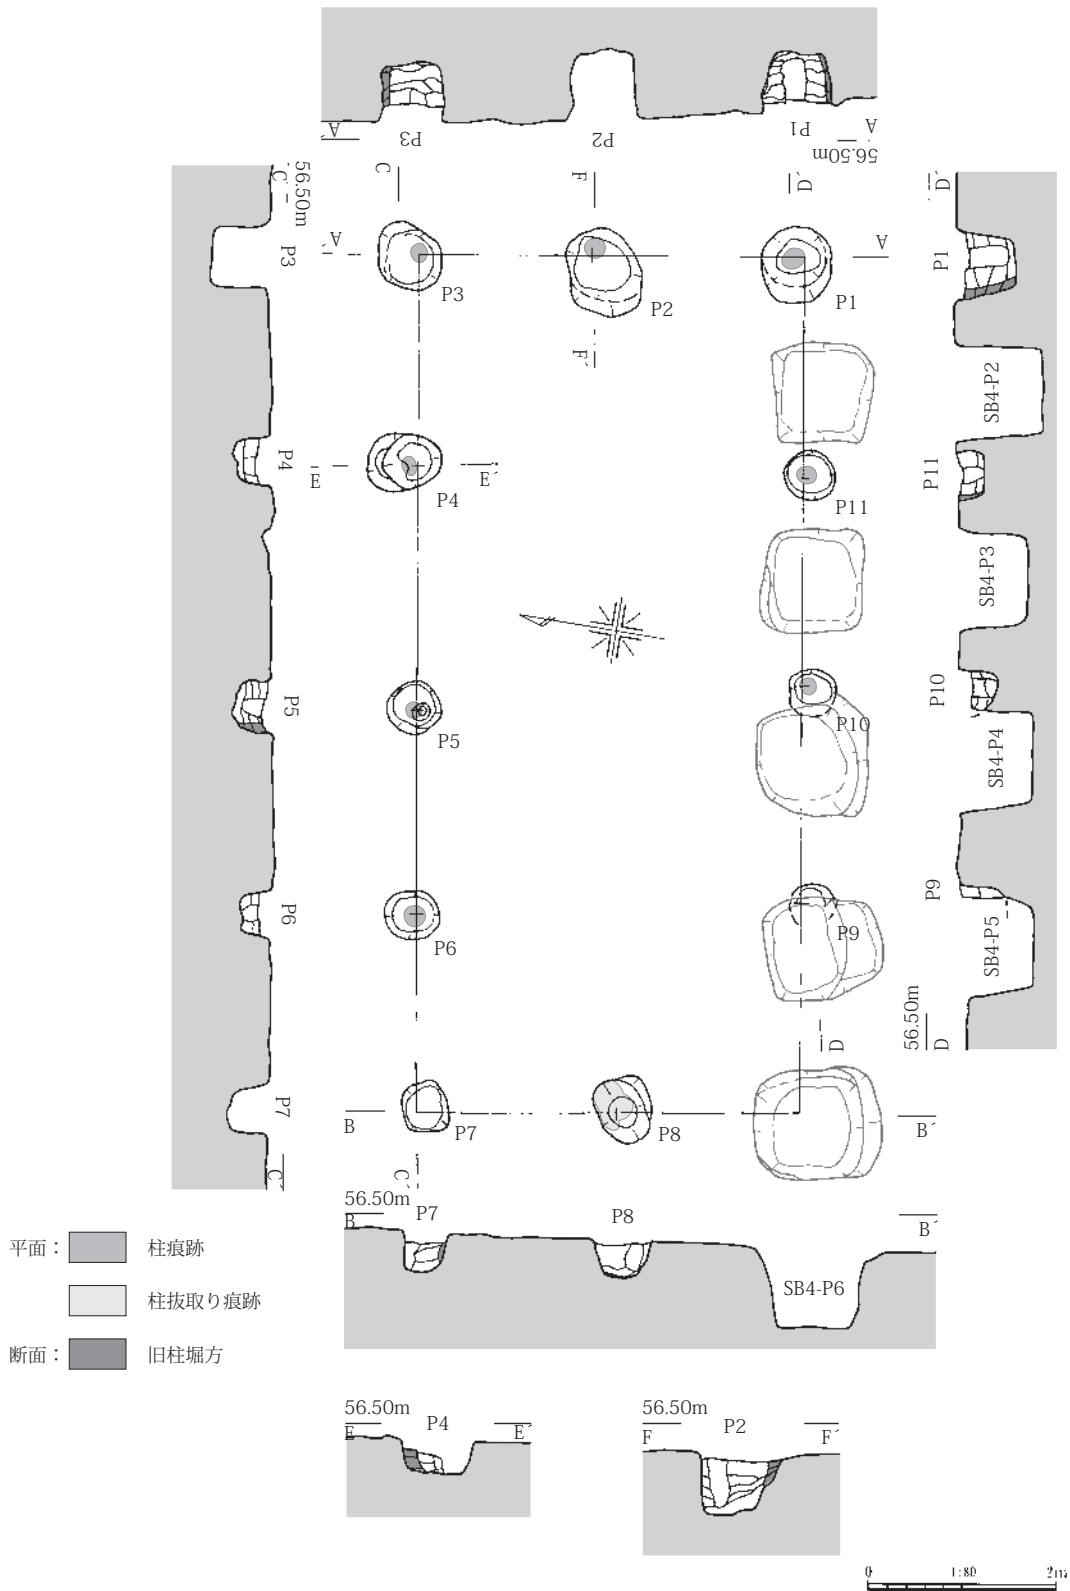 P3
P2
P1
A´
A
56.50m
C
F
D´
D´
C´
56.50m
P3
A´
A
P1
P3
P2
P1
F´
SB4-P2
P4
E
E´
P4
P11
P11
SB4-P3
P5
P5
P10
P10
SB4-P4
P6
P6
P9
P9
SB4-P5
D
56.50m
D
P7
B
P7
P8
B´
C´
C´
56.50m
B
P7
P8
B´
SB4-P6
平面：
柱痕跡
柱抜取り痕跡
断面：
旧柱堀方
56.50m
E
P4
E´
56.50m
F
P2
F´
0
1:80
2m